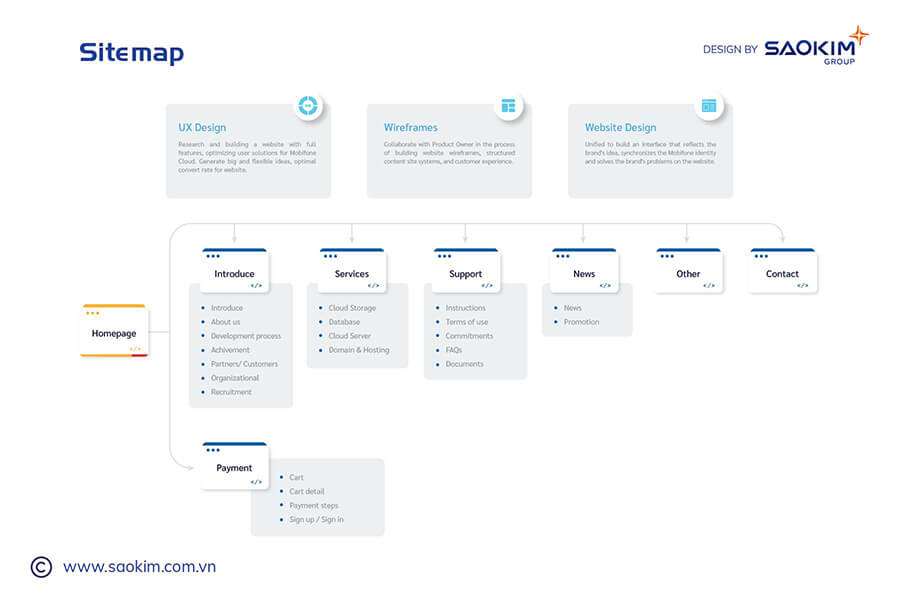 Sitemap
DESIGN BY SAOKIM
GROUP
UX Design
Research and building a website with full
features, optimizing user solutions for Mobifone
Cloud. Generate big and flexible ideas, optimal
convert rate for website.
Wireframes
Collaborate with Product Owner in the process
of building website wireframes, structured
content site systems, and customer experience.
Website Design
Unified to build an interface that reflects the
brand's idea, synchronizes the Mobifone identity
and solves the brand's problems on the website.
Homepage
</>
Introduce
</>
Introduce
About us
Development process
Achivement
Partners/ Customers
Organizational
Recruitment
Services
</>
Cloud Storage
Database
Cloud Server
Domain & Hosting
Support
</>
Instructions
Terms of use
Commitments
FAQs
Documents
News
</>
News
Promotion
Other
</>
Contact
</>
Payment
</>
Cart
Cart detail
Payment steps
Sign up / Sign in
© www.saokim.com.vn